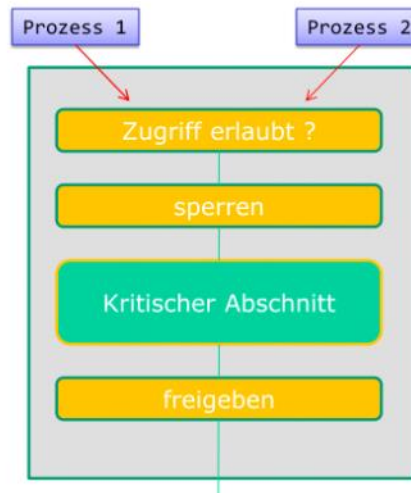 Prozess 1
Prozess 2
Zugriff erlaubt ?
sperren
Kritischer Abschnitt
freigeben